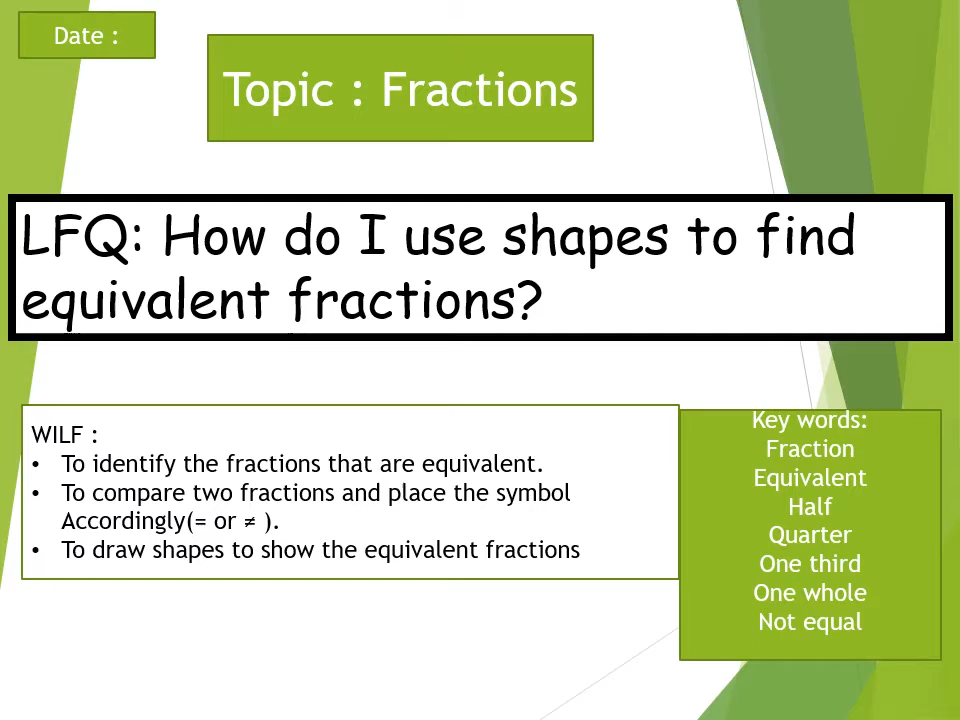 Date :
Topic : Fractions
LFQ: How do I use shapes to find
equivalent fractions?
WILF :
• To identify the fractions that are equivalent.
• To compare two fractions and place the symbol
Accordingly(= or ≠ ).
• To draw shapes to show the equivalent fractions
Key words:
Fraction
Equivalent
Half
Quarter
One third
One whole
Not equal